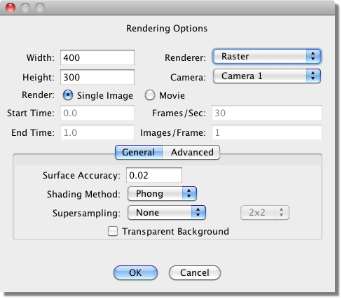 Rendering Options
Width: 400 Renderer: Raster
Height: 300 Camera: Camera 1
Render: Single Image Movie
Start Time: 0.0 Frames/Sec: 30
End Time: 1.0 Images/Frame: 1
General Advanced
Surface Accuracy: 0.02
Shading Method: Phong
Supersampling: None 2x2
Transparent Background
OK Cancel